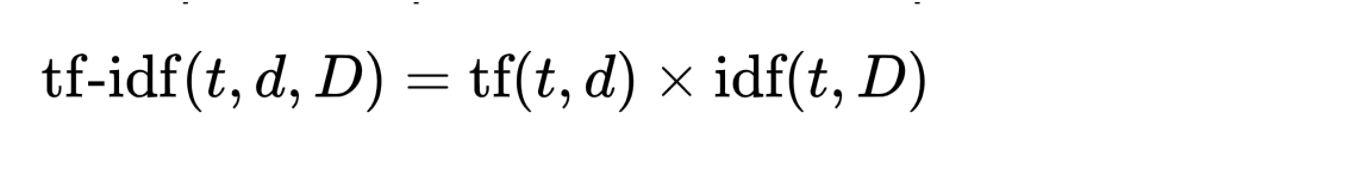 tf-idf(t, d, D) = tf(t, d) × idf(t, D)